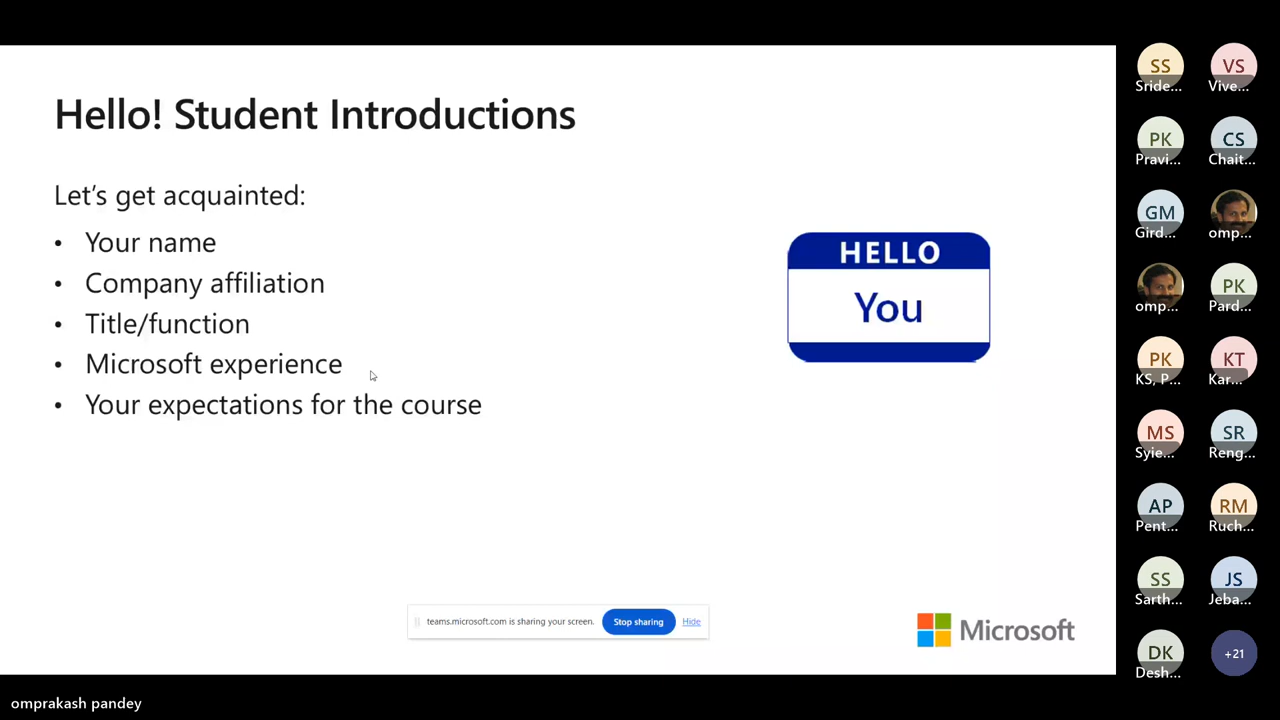 Hello! Student Introductions
Let's get acquainted:
• Your name
• Company affiliation
• Title/function
• Microsoft experience
• Your expectations for the course
HELLO
You
teams.microsoft.com is sharing your screen.
Stop sharing
Hide
Microsoft
SS
VS
Sride...
Vive...
PK
CS
Pravi...
Chait...
GM
Gird...
omp...
PK
omp...
Pard...
PK
KT
KS, P...
Kar...
MS
SR
Syie...
Reng...
AP
RM
Pent...
Ruch...
SS
JS
Sarth...
Jeba...
DK
+21
Desh...
omprakash pandey